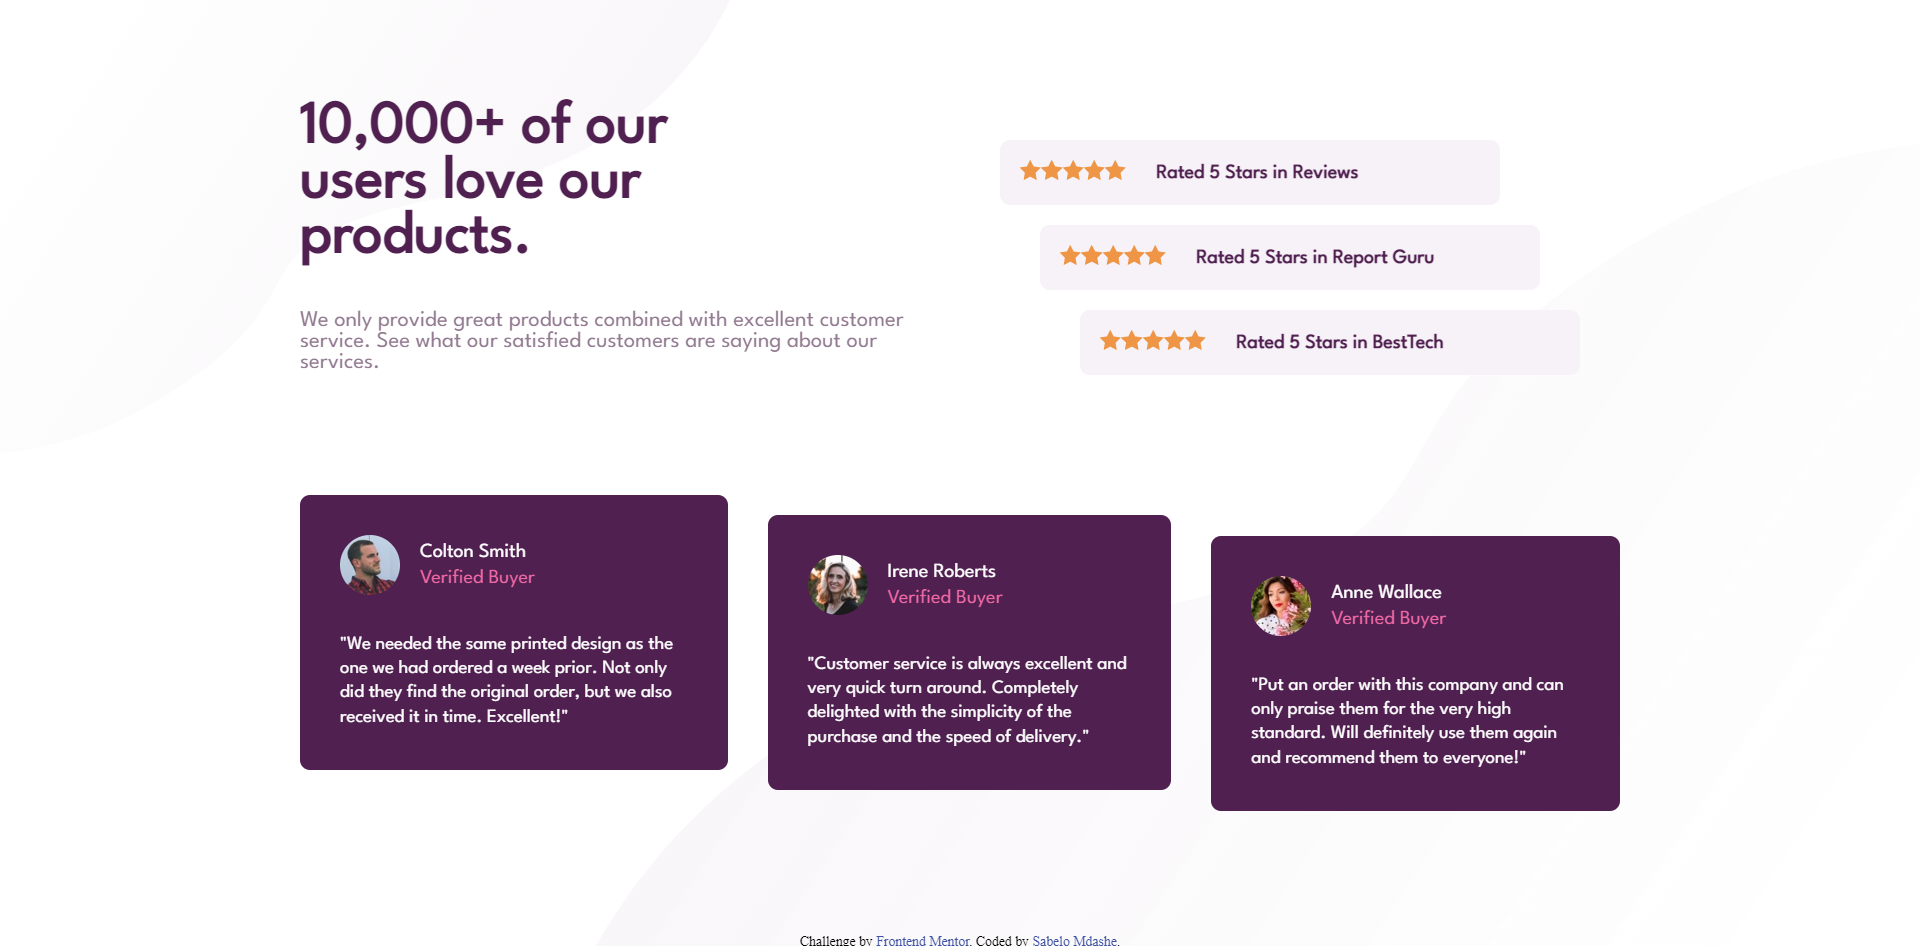 10,000+ of our
users love our
products.
We only provide great products combined with excellent customer
service. See what our satisfied customers are saying about our
services.
Rated 5 Stars in Reviews
Rated 5 Stars in Report Guru
Rated 5 Stars in BestTech
Colton Smith
Verified Buyer
"We needed the same printed design as the
one we had ordered a week prior. Not only
did they find the original order, but we also
received it in time. Excellent!"
Irene Roberts
Verified Buyer
"Customer service is always excellent and
very quick turn around. Completely
delighted with the simplicity of the
purchase and the speed of delivery."
Anne Wallace
Verified Buyer
"Put an order with this company and can
only praise them for the very high
standard. Will definitely use them again
and recommend them to everyone!"
Challenge by Frontend Mentor. Coded by Sabelo Mdashe.